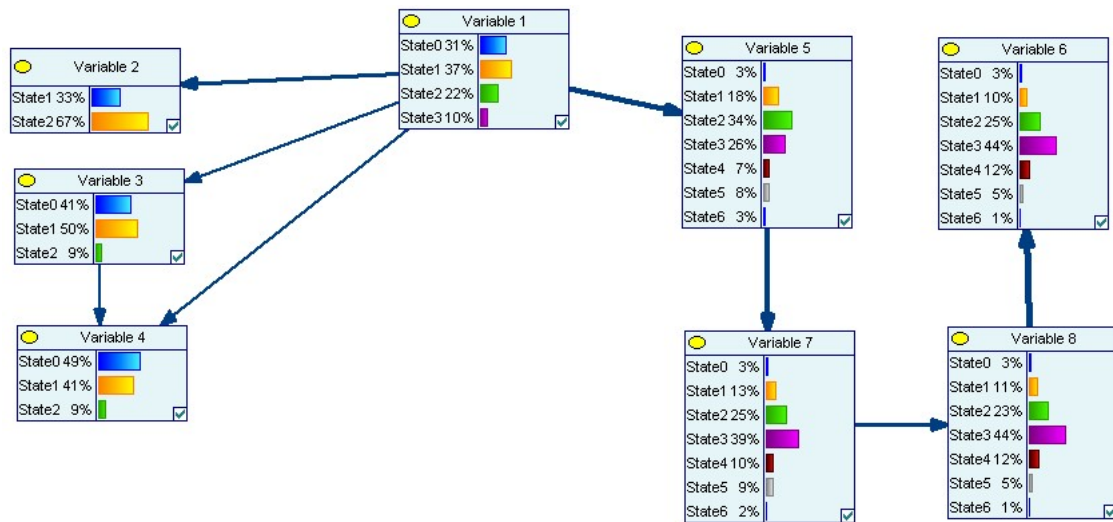 Variable 1
State0 31%
State1 37%
State2 22%
State3 10%
Variable 2
State1 33%
State2 67%
Variable 3
State0 41%
State1 50%
State2 9%
Variable 4
State0 49%
State1 41%
State2 9%
Variable 5
State0 3%
State1 18%
State2 34%
State3 26%
State4 7%
State5 8%
State6 3%
Variable 6
State0 3%
State1 10%
State2 25%
State3 44%
State4 12%
State5 5%
State6 1%
Variable 7
State0 3%
State1 13%
State2 25%
State3 39%
State4 10%
State5 9%
State6 2%
Variable 8
State0 3%
State1 11%
State2 23%
State3 44%
State4 12%
State5 5%
State6 1%